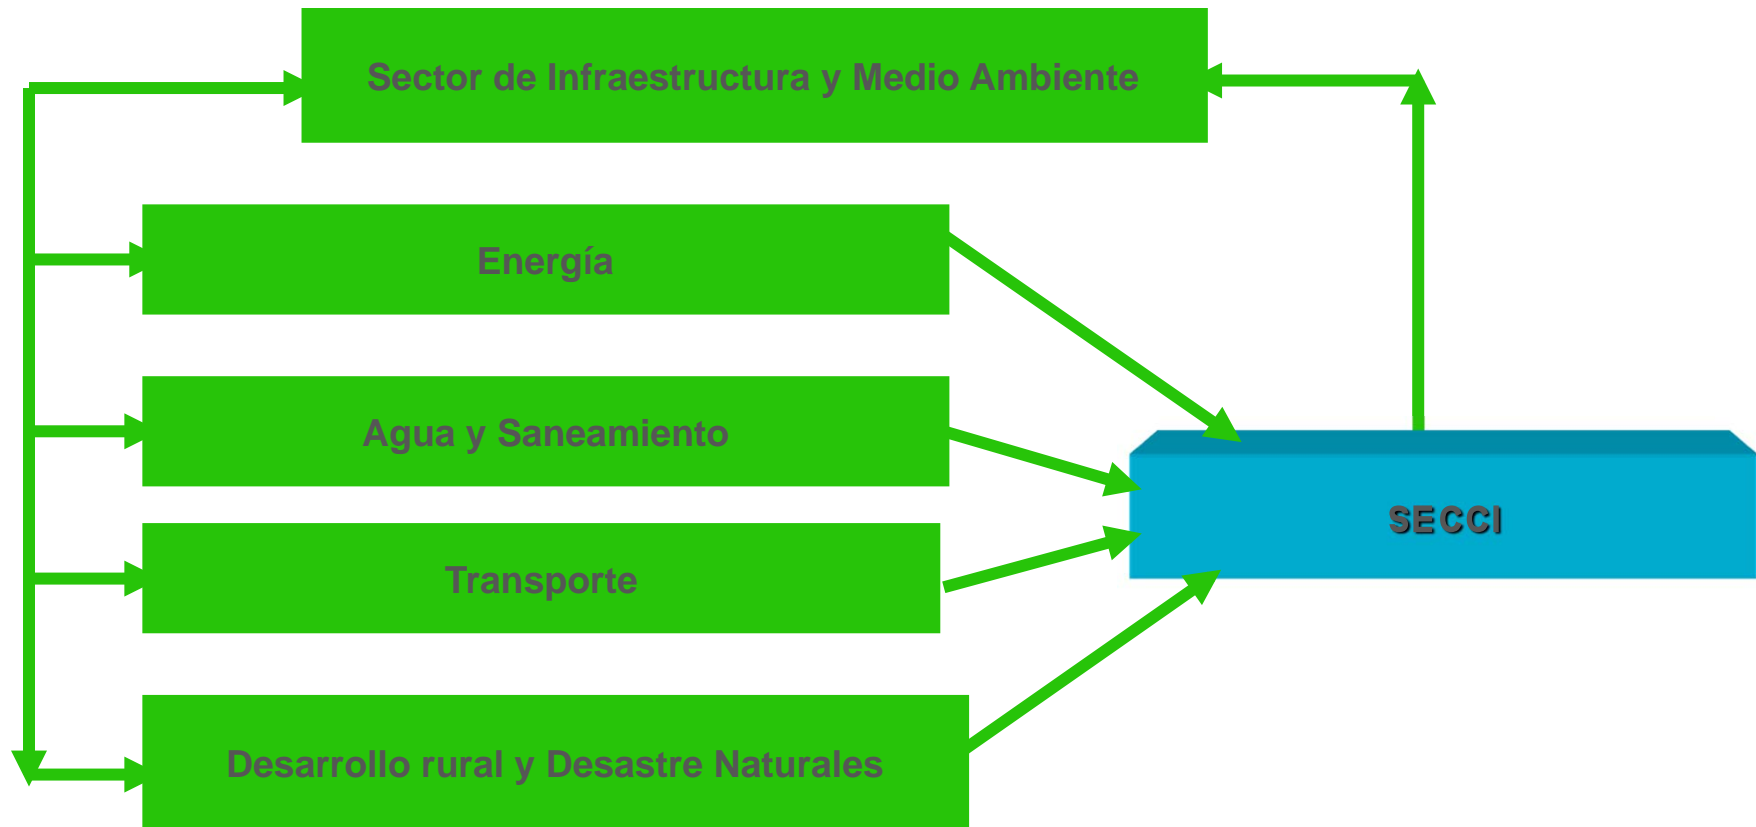 Sector de Infraestructura y Medio Ambiente
Energía
Agua y Saneamiento
SECCI
Transporte
Desarrollo rural y Desastre Naturales